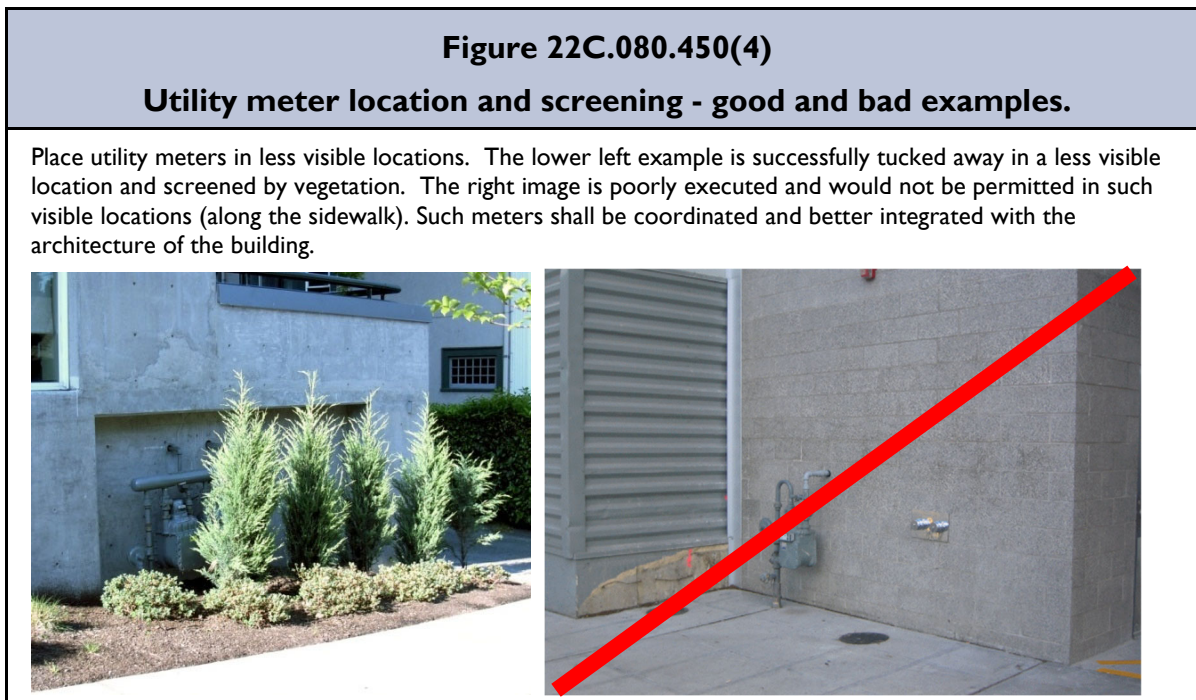 Figure 22C.080.450(4)
Utility meter location and screening - good and bad examples.
Place utility meters in less visible locations. The lower left example is successfully tucked away in a less visible
location and screened by vegetation. The right image is poorly executed and would not be permitted in such
visible locations (along the sidewalk). Such meters shall be coordinated and better integrated with the
architecture of the building.